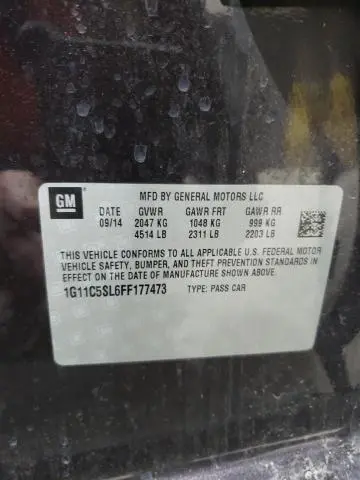 GM
MFD BY GENERAL MOTORS LLC
DATE GVWR GAWR FRT GAWR RR
09/14 2047 KG 1048 KG 999 KG
4514 LB 2311 LB 2203 LB
THIS VEHICLE CONFORMS TO ALL APPLICABLE U.S. FEDERAL MOTOR
VEHICLE SAFETY, BUMPER, AND THEFT PREVENTION STANDARDS IN
EFFECT ON THE DATE OF MANUFACTURE SHOWN ABOVE.
1G11C5SL6FF177473 TYPE: PASS CAR